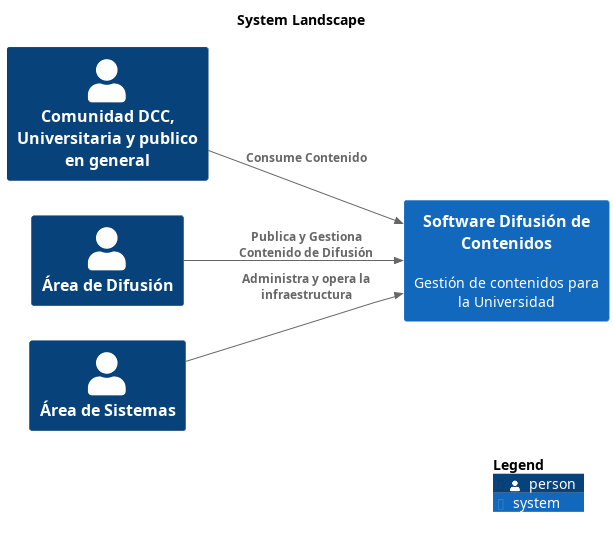 System Landscape
Comunidad DCC,
Universitaria y publico
en general
Consume Contenido
Software Difusión de
Contenidos
Gestión de contenidos para
la Universidad
Área de Difusión
Publica y Gestiona
Contenido de Difusión
Administra y opera la
infraestructura
Área de Sistemas
Legend
person
system